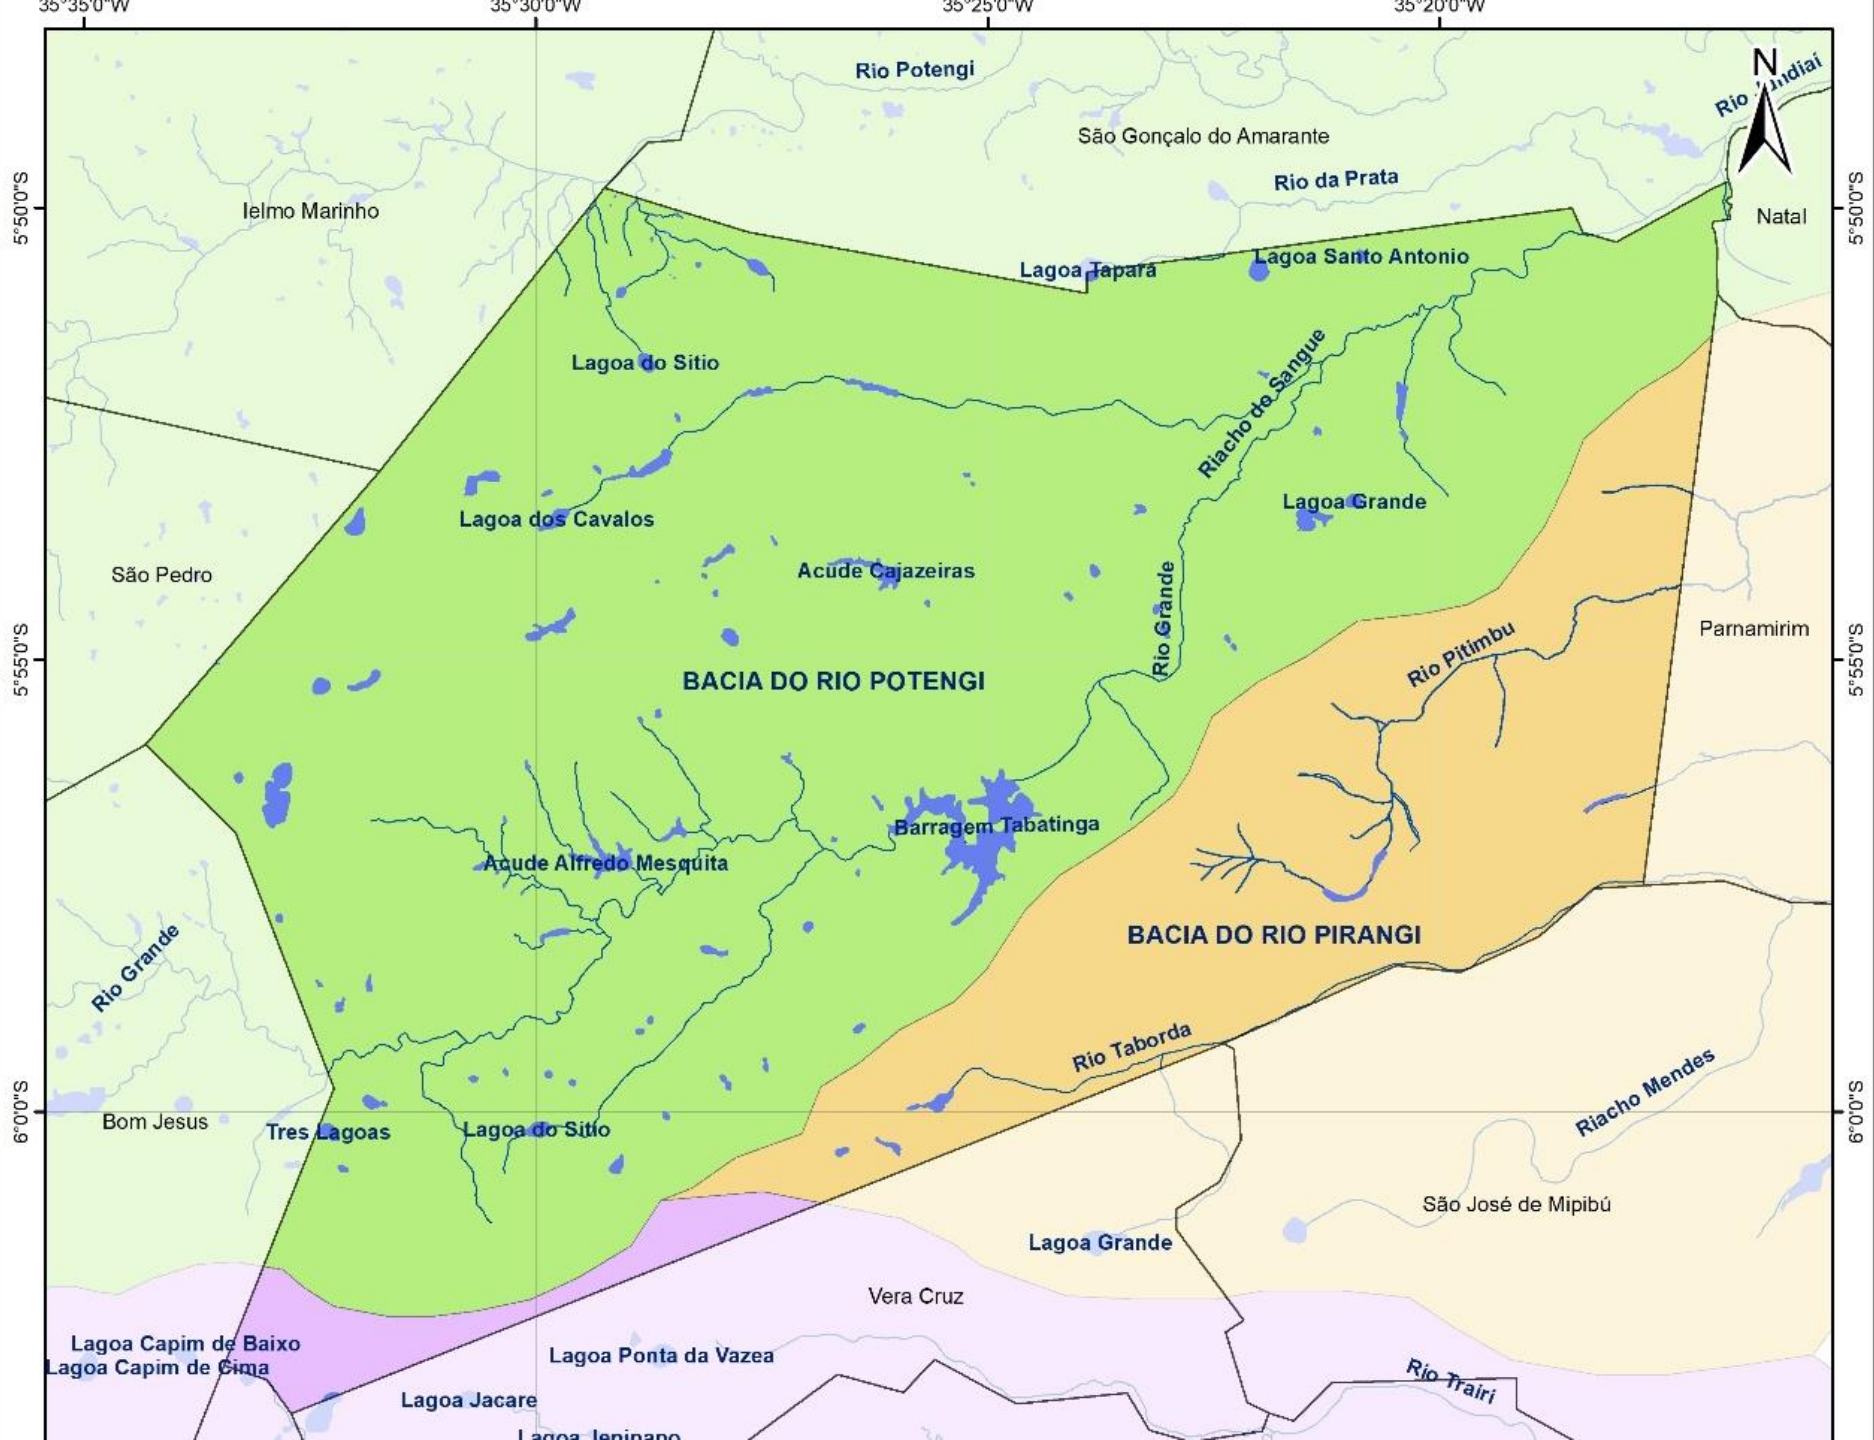 35°35'0"W
35°30'0"W
35°25'0"W
35°20'0"W
N
Rio Potengi
São Gonçalo do Amarante
Rio da Prata
5°50'0"S
5°50'0"S
Ielmo Marinho
Natal
Lagoa Tapará
Lagoa Santo Antonio
Lagoa do Sitio
Riacho do Sangue
Lagoa dos Cavalos
Lagoa Grande
São Pedro
Acude Cajazeiras
Rio Grande
Parnamirim
Rio Pitimbu
5°55'0"S
5°55'0"S
BACIA DO RIO POTENGI
Barragem Tabatinga
Acude Alfredo Mesquita
BACIA DO RIO PIRANGI
Rio Grande
Rio Taborda
Riacho Mendes
6°0'0"S
6°0'0"S
Bom Jesus
Tres Lagoas
Lagoa do Sitio
São José de Mipibú
Lagoa Grande
Vera Cruz
Lagoa Capim de Baixo
Lagoa Capim de Cima
Lagoa Ponta da Vazea
Rio Trairi
Lagoa Jacare
Lagoa Jenipapo